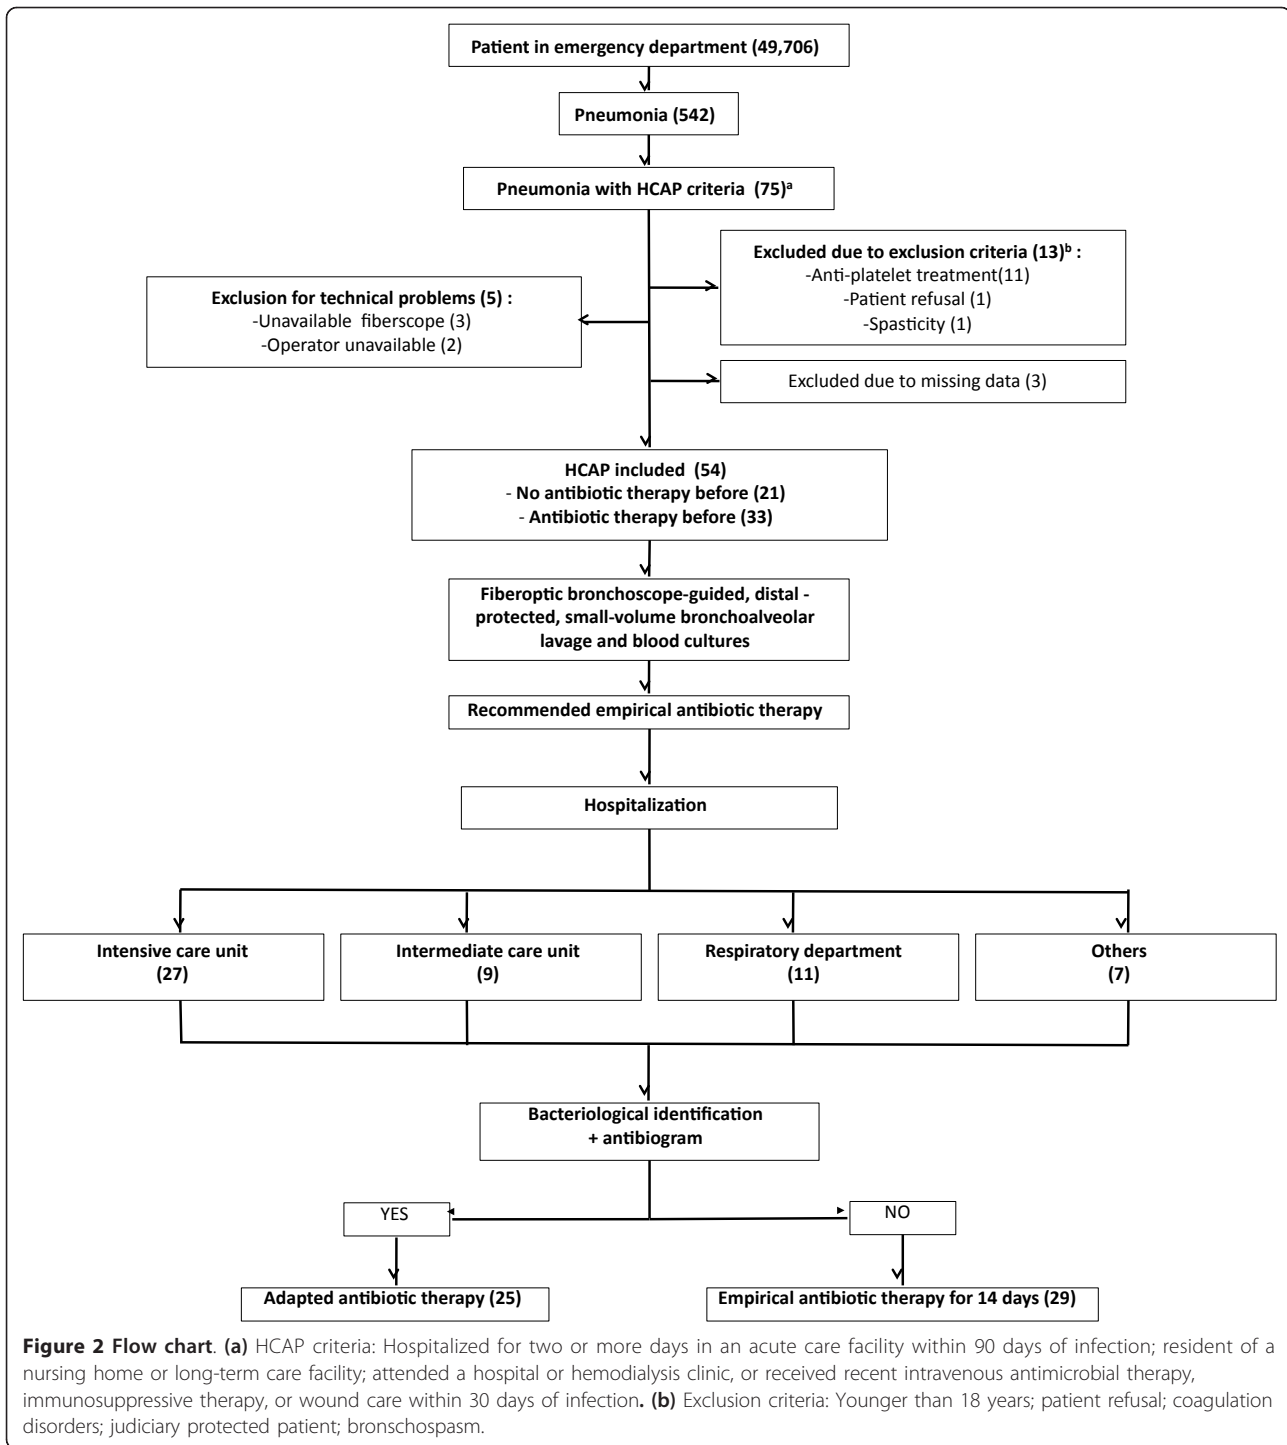 Patient in emergency department (49,706)
Pneumonia (542)
Pneumonia with HCAP criteria (75)a
Excluded due to exclusion criteria (13)b :
-Anti-platelet treatment(11)
-Patient refusal (1)
-Spasticity (1)
Exclusion for technical problems (5) :
-Unavailable fiberscope (3)
-Operator unavailable (2)
Excluded due to missing data (3)
HCAP included (54)
- No antibiotic therapy before (21)
- Antibiotic therapy before (33)
Fiberoptic bronchoscope-guided, distal -
protected, small-volume bronchoalveolar
lavage and blood cultures
Recommended empirical antibiotic therapy
Hospitalization
Intensive care unit
(27)
Intermediate care unit
(9)
Respiratory department
(11)
Others
(7)
Bacteriological identification
+ antibiogram
YES
NO
Adapted antibiotic therapy (25)
Empirical antibiotic therapy for 14 days (29)
Figure 2 Flow chart. (a) HCAP criteria: Hospitalized for two or more days in an acute care facility within 90 days of infection; resident of a
nursing home or long-term care facility; attended a hospital or hemodialysis clinic, or received recent intravenous antimicrobial therapy,
immunosuppressive therapy, or wound care within 30 days of infection. (b) Exclusion criteria: Younger than 18 years; patient refusal; coagulation
disorders; judiciary protected patient; bronschospasm.